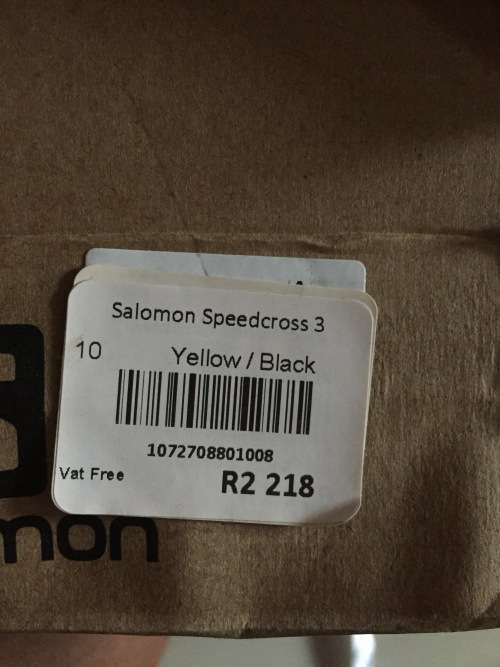 Salomon Speedcross 3
10 Yellow / Black
1072708801008
Vat Free R2 218
mon